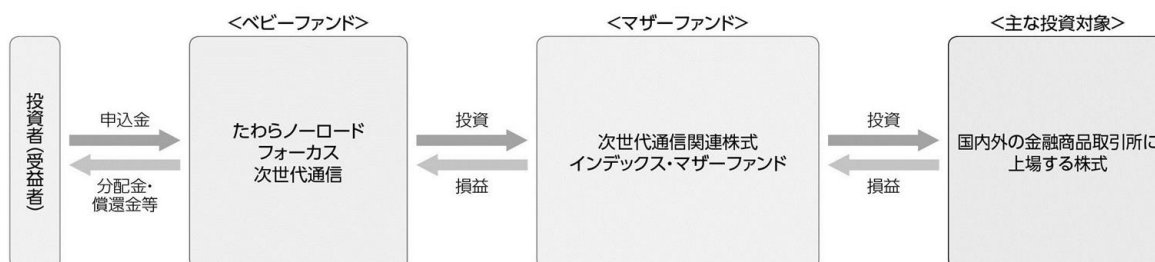 <ベビーファンド>
<マザーファンド>
<主な投資対象>
投資者(受益者)
申込金
分配金・
償還金等
たわらノーロード
フォーカス
次世代通信
投資
損益
次世代通信関連株式
インデックス・マザーファンド
投資
損益
国内外の金融商品取引所に
上場する株式